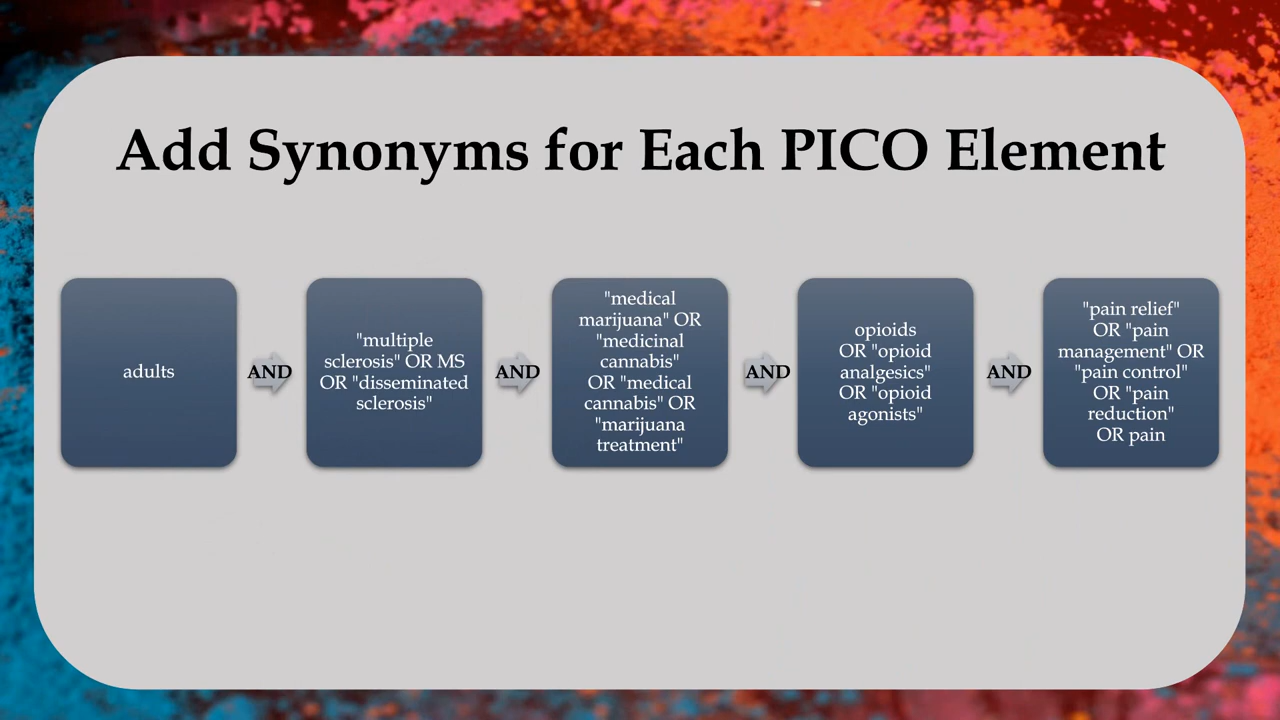 Add Synonyms for Each PICO Element
adults
AND
"multiple
sclerosis" OR MS
OR "disseminated
sclerosis"
AND
"medical
marijuana" OR
"medicinal
cannabis"
OR "medical
cannabis" OR
"marijuana
treatment"
AND
opioids
OR "opioid
analgesics"
OR "opioid
agonists"
AND
"pain relief"
OR "pain
management" OR
"pain control"
OR "pain
reduction"
OR pain